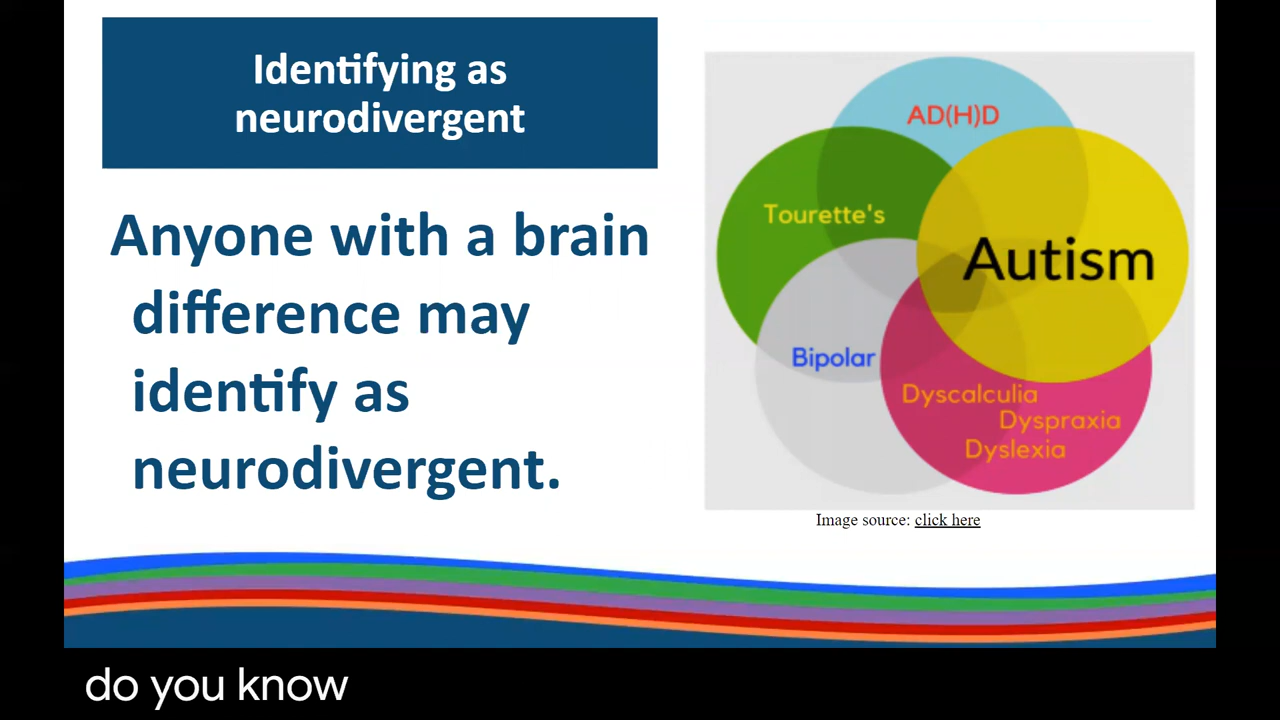 Identifying as
neurodivergent
Anyone with a brain
difference may
identify as
neurodivergent.
AD(H)D
Tourette's
Autism
Bipolar
Dyscalculia
Dyspraxia
Dyslexia
Image source: click here
do you know